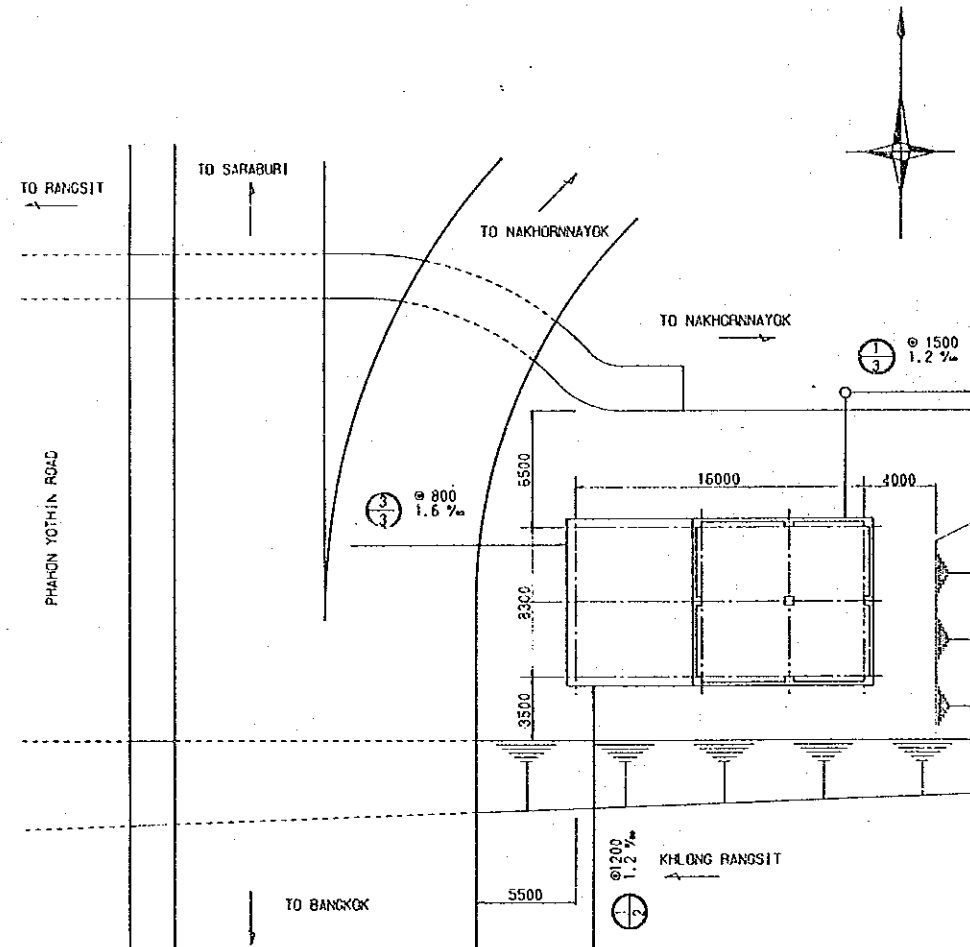 TO RANGSIT
TO SARABURI
TO NAKHORNNAYOK
TO NAKHORNNAYOK
1
3
@ 1500
1.2 ‰
PHAHON YOTHIN ROAD
6500
16000
4000
3
3
@ 800
1.6 ‰
8300
3500
@1200
1.2 ‰
2
KHLONG RANGSIT
5500
TO BANGKOK